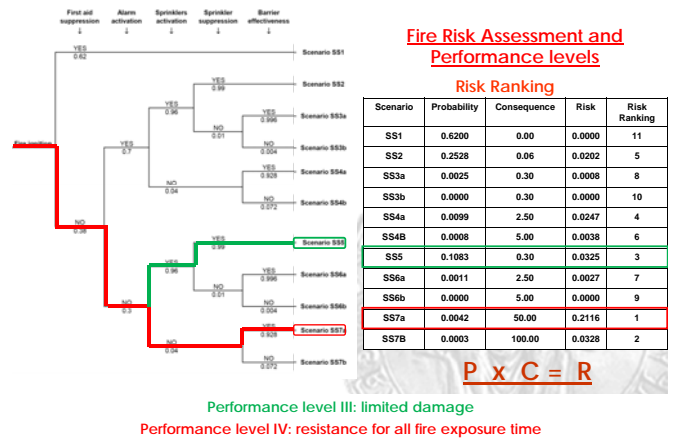 First aid suppression
Alarm activation
Sprinklers activation
Sprinkler suppression
Barrier effectiveness
↓ ↓ ↓ ↓ ↓
YES
0.62
Scenario SS1
YES
0.99
Scenario SS2
YES
0.96
YES
0.996
Scenario SS3a
NO
0.01
NO
0.004
Scenario SS3b
YES
0.7
YES
0.928
Scenario SS4a
NO
0.04
NO
0.072
Scenario SS4b
Fire ignition
NO
0.38
YES
0.99
Scenario SS5
0.96
YES
0.996
Scenario SS6a
NO
0.01
NO
0.004
Scenario SS6b
NO
0.3
YES
0.928
Scenario SS7a
NO
0.04
NO
0.072
Scenario SS7b
Fire Risk Assessment and
Performance levels
Risk Ranking
Scenario Probability Consequence Risk Risk Ranking
SS1 0.6200 0.00 0.0000 11
SS2 0.2528 0.06 0.0202 5
SS3a 0.0025 0.30 0.0008 8
SS3b 0.0000 0.30 0.0000 10
SS4a 0.0099 2.50 0.0247 4
SS4B 0.0008 5.00 0.0038 6
SS5 0.1083 0.30 0.0325 3
SS6a 0.0011 2.50 0.0027 7
SS6b 0.0000 5.00 0.0000 9
SS7a 0.0042 50.00 0.2116 1
SS7B 0.0003 100.00 0.0328 2
P x C = R
Performance level III: limited damage
Performance level IV: resistance for all fire exposure time